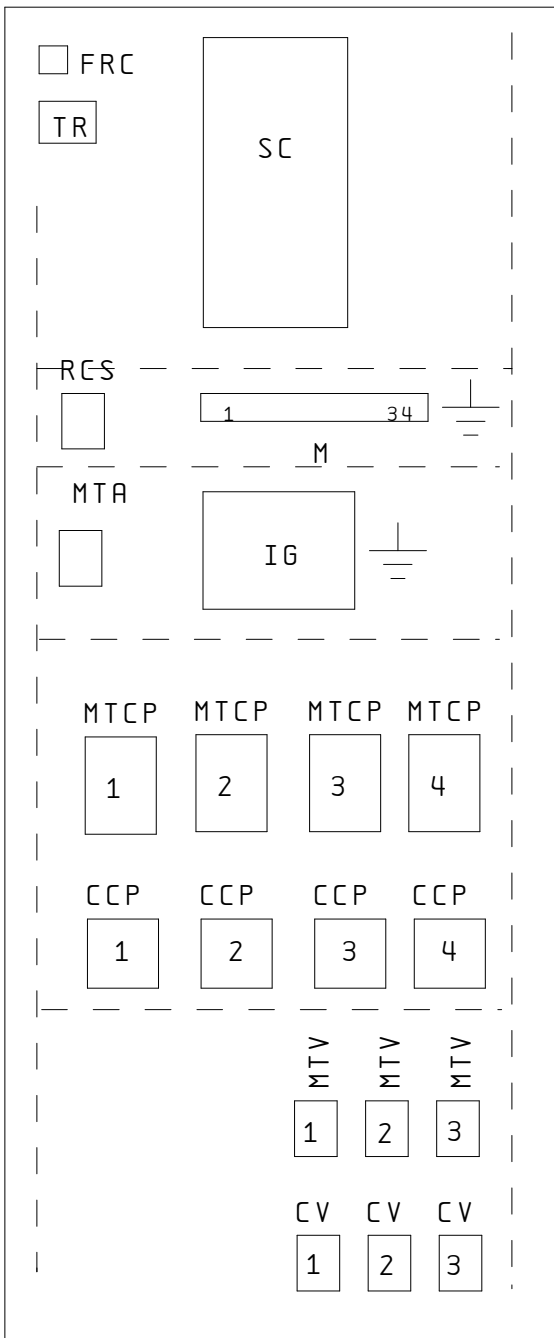 FRC
TR
SC
RCS
1 34
M
MTA
IG
MTCP MTCP MTCP MTCP
1 2 3 4
CCP CCP CCP CCP
1 2 3 4
MTV MTV MTV
1 2 3
CV CV CV
1 2 3